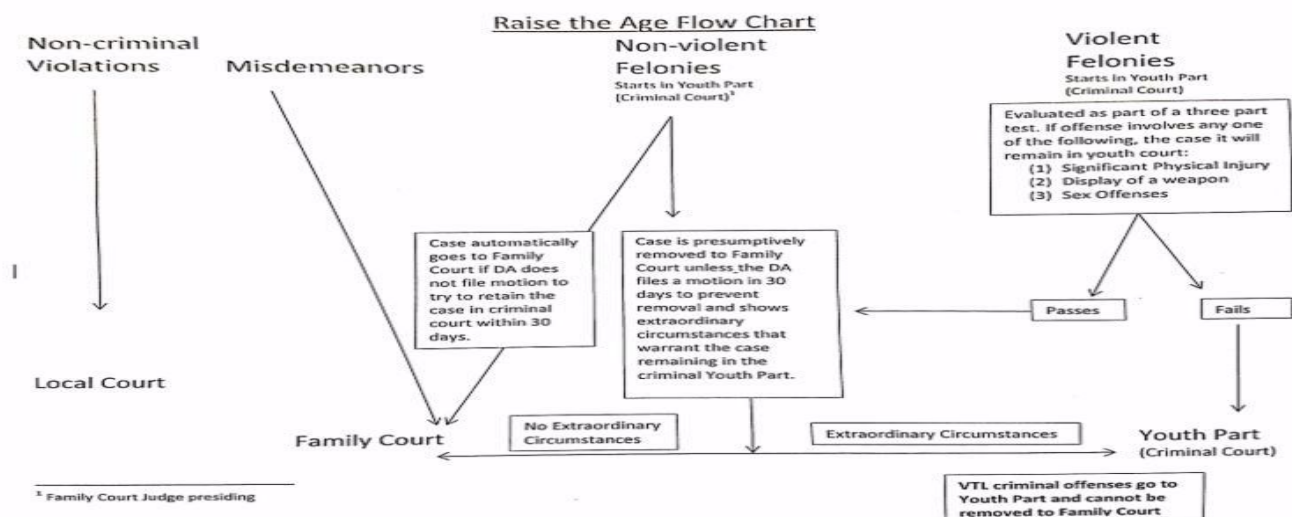 Raise the Age Flow Chart
Non-criminal
Violations
Misdemeanors
Non-violent
Felonies
Starts in Youth Part
(Criminal Court)¹
Violent
Felonies
Starts in Youth Part
(Criminal Court)
Evaluated as part of a three part
test. If offense involves any one
of the following, the case it will
remain in youth court:
(1) Significant Physical Injury
(2) Display of a weapon
(3) Sex Offenses
Case automatically
goes to Family
Court if DA does
not file motion to
try to retain the
case in criminal
court within 30
days.
Case is presumptively
removed to Family
Court unless the DA
files a motion in 30
days to prevent
removal and shows
extraordinary
circumstances that
warrant the case
remaining in the
criminal Youth Part.
Passes
Fails
Local Court
Family Court
No Extraordinary
Circumstances
Extraordinary Circumstances
Youth Part
(Criminal Court)
¹ Family Court Judge presiding
VTL criminal offenses go to
Youth Part and cannot be
removed to Family Court